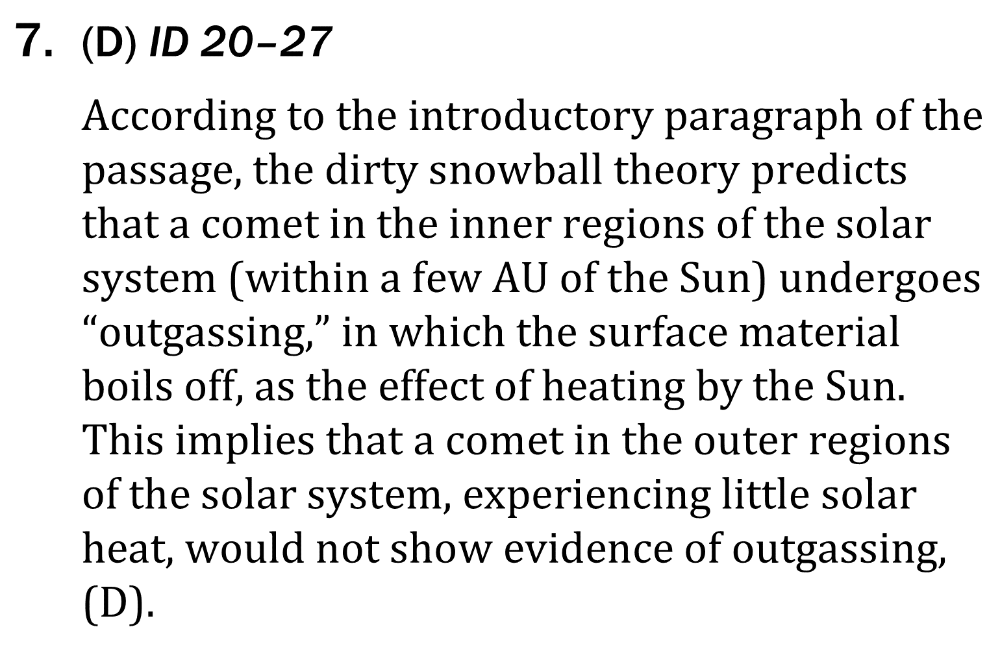 7. (D) ID 20–27
According to the introductory paragraph of the
passage, the dirty snowball theory predicts
that a comet in the inner regions of the solar
system (within a few AU of the Sun) undergoes
“outgassing,” in which the surface material
boils off, as the effect of heating by the Sun.
This implies that a comet in the outer regions
of the solar system, experiencing little solar
heat, would not show evidence of outgassing,
(D).